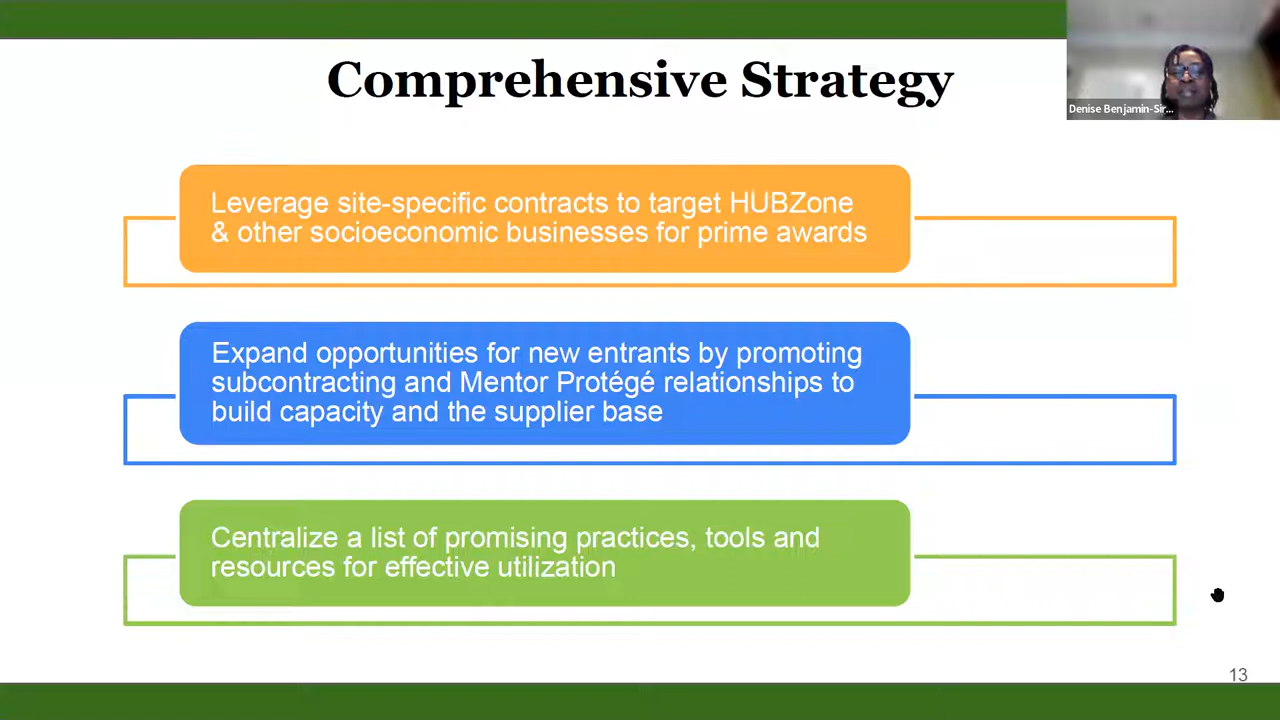 Comprehensive Strategy
Denise Benjamin-Sir...
Leverage site-specific contracts to target HUBZone
& other socioeconomic businesses for prime awards
Expand opportunities for new entrants by promoting
subcontracting and Mentor Protégé relationships to
build capacity and the supplier base
Centralize a list of promising practices, tools and
resources for effective utilization
13